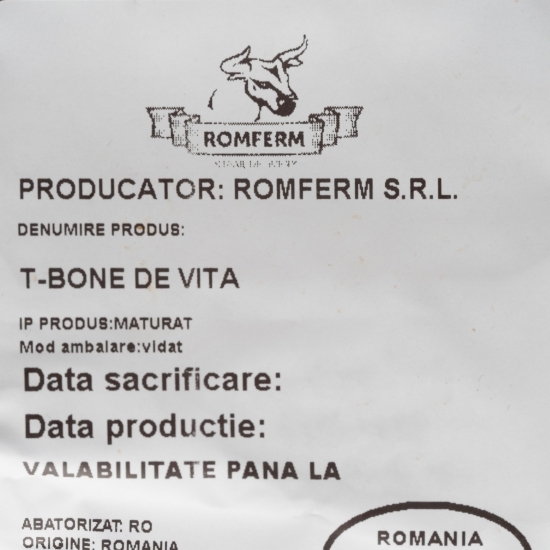 ROMFERM
PRODUCATOR: ROMFERM S.R.L.
DENUMIRE PRODUS:
T-BONE DE VITA
IP PRODUS:MATURAT
Mod ambalare:vidat
Data sacrificare:
Data productie:
VALABILITATE PANA LA
ABATORIZAT: RO
ORIGINE: ROMANIA
ROMANIA